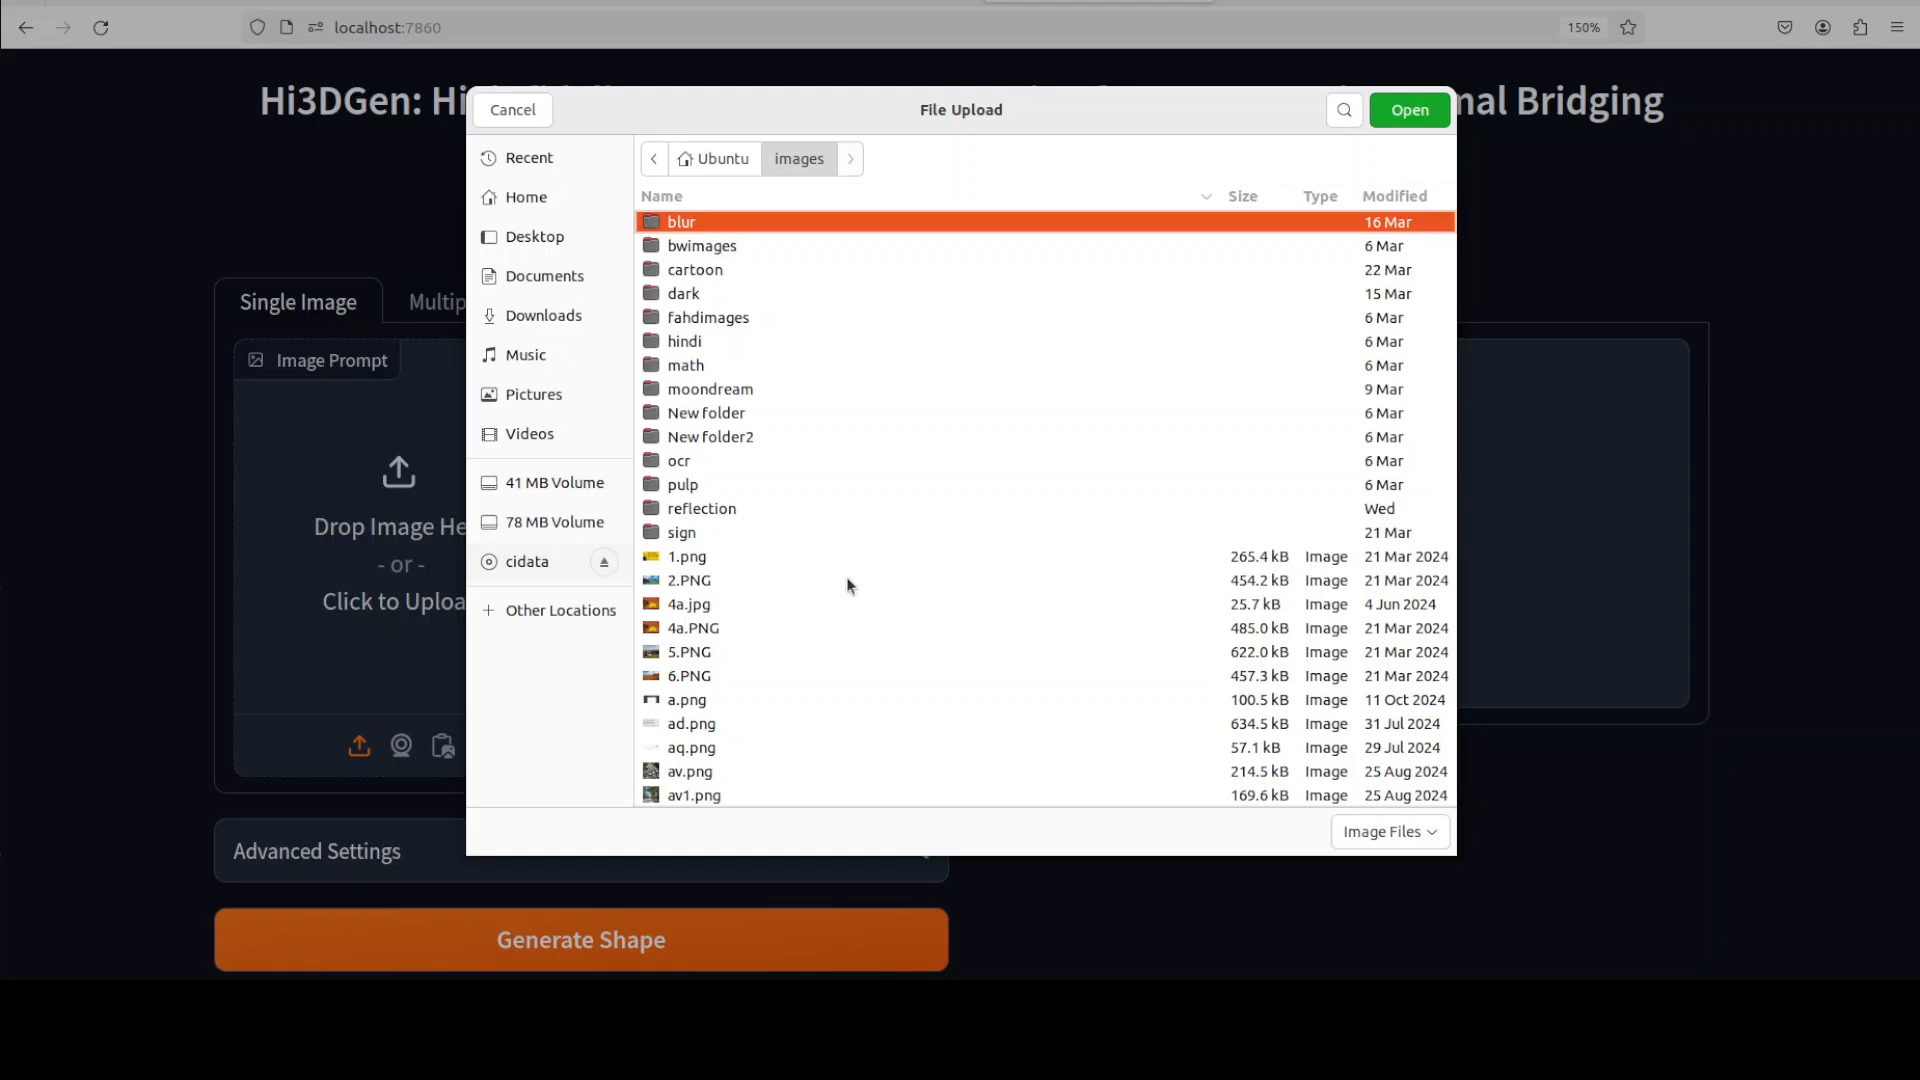 localhost:7860
150%
Hi3DGen: Hi
mal Bridging
Cancel
File Upload
Open
Recent
Home
Desktop
Documents
Downloads
Music
Pictures
Videos
41 MB Volume
78 MB Volume
cidata
Other Locations
Ubuntu
images
Name Size Type Modified
blur 16 Mar
bwimages 6 Mar
cartoon 22 Mar
dark 15 Mar
fahdimages 6 Mar
hindi 6 Mar
math 6 Mar
moondream 9 Mar
New folder 6 Mar
New folder2 6 Mar
ocr 6 Mar
pulp 6 Mar
reflection Wed
sign 21 Mar
1.png 265.4 kB Image 21 Mar 2024
2.PNG 454.2 kB Image 21 Mar 2024
4a.jpg 25.7 kB Image 4 Jun 2024
4a.PNG 485.0 kB Image 21 Mar 2024
5.PNG 622.0 kB Image 21 Mar 2024
6.PNG 457.3 kB Image 21 Mar 2024
a.png 100.5 kB Image 11 Oct 2024
ad.png 634.5 kB Image 31 Jul 2024
aq.png 57.1 kB Image 29 Jul 2024
av.png 214.5 kB Image 25 Aug 2024
av1.png 169.6 kB Image 25 Aug 2024
Image Files
Single Image
Multip
Image Prompt
Drop Image He
- or -
Click to Uploa
Advanced Settings
Generate Shape